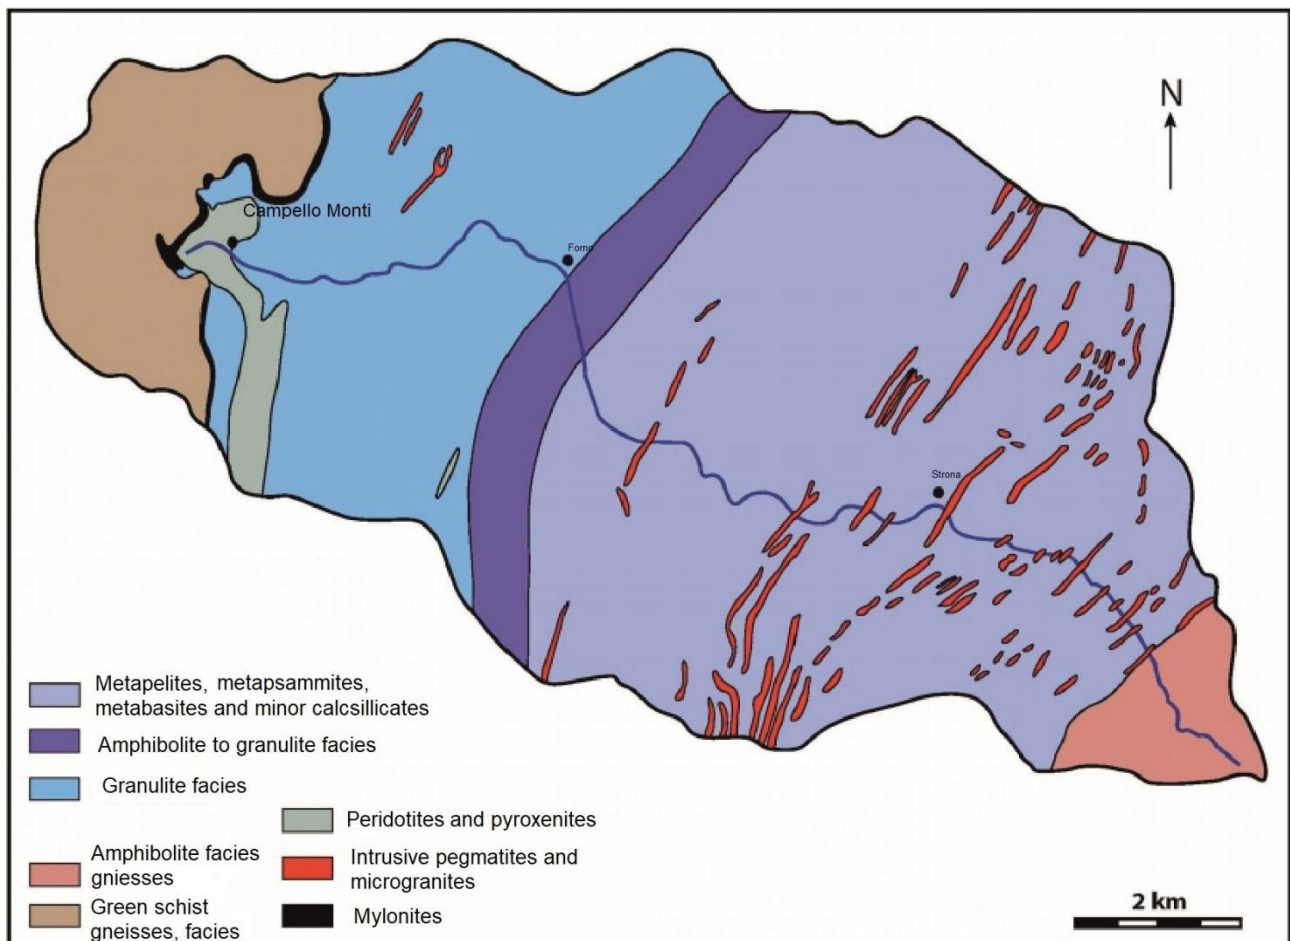 N
Campello Monti
Forno
Strona
Metapelites, metapsammites,
metabasites and minor calcsillicates
Amphibolite to granulite facies
Granulite facies
Amphibolite facies
gniesses
Green schist
gneisses, facies
Peridotites and pyroxenites
Intrusive pegmatites and
microgranites
Mylonites
2 km